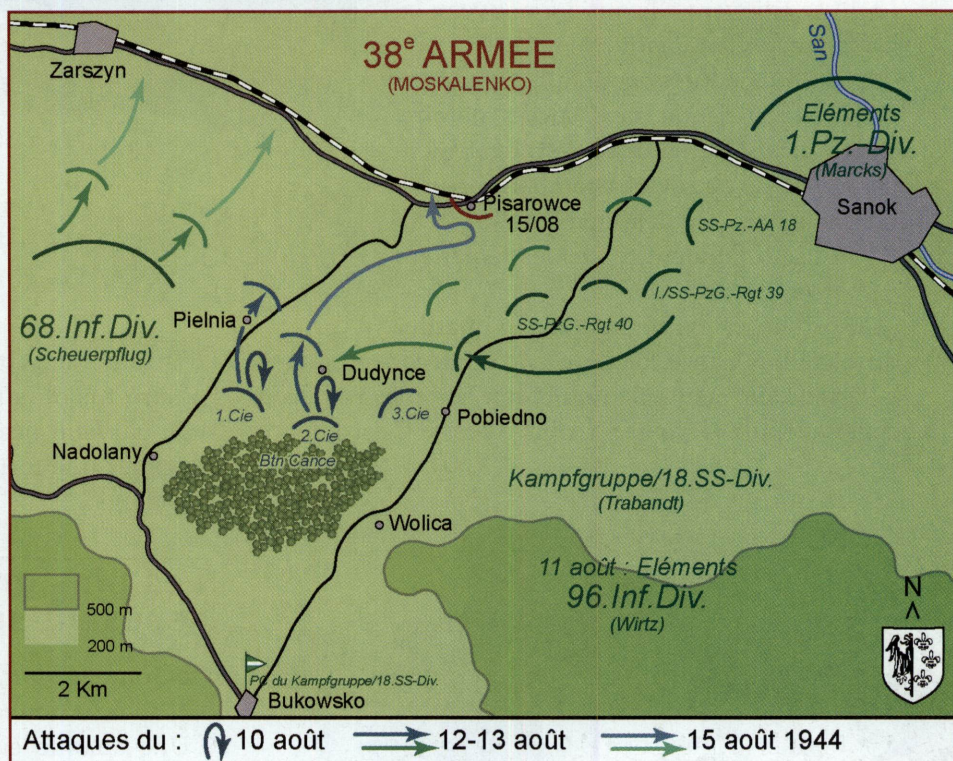 38e ARMEE
(MOSKALENKO)
San
Zarszyn
Eléments
1.Pz. Div.
(Marcks)
Sanok
Pisarowce
15/08
SS-Pz.-AA 18
I./SS-PzG.-Rgt 39
SS-PzG.-Rgt 40
68.Inf.Div.
(Scheuerpflug)
Pielnia
Dudynce
1.Cie
2.Cie
3.Cie
Btn Cance
Pobiedno
Nadolany
Kampfgruppe/18.SS-Div.
(Trabandt)
Wolica
11 août : Eléments
96.Inf.Div.
(Wirtz)
N
500 m
200 m
2 Km
PC du Kampfgruppe/18.SS-Div.
Bukowsko
Attaques du : 10 août 12-13 août 15 août 1944